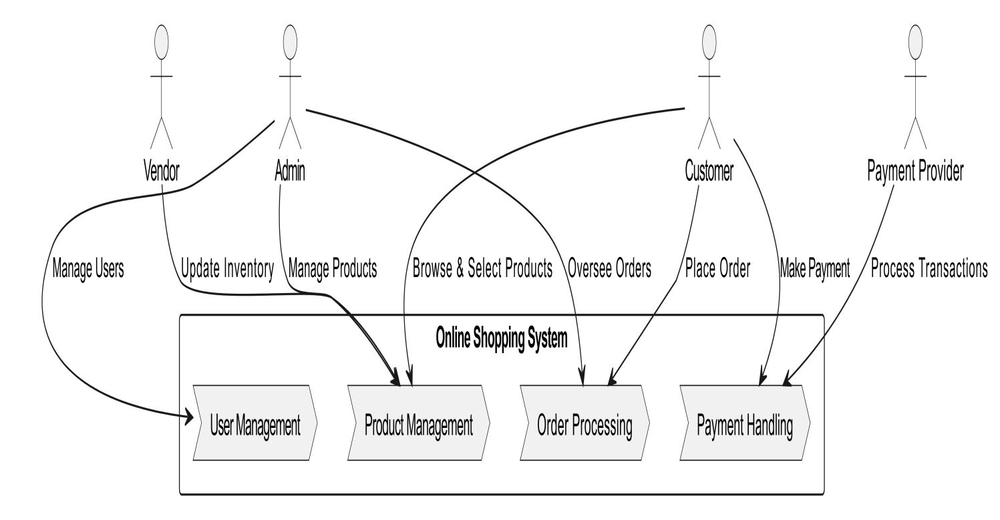 Vendor
Admin
Customer
Payment Provider
Manage Users
Update Inventory
Manage Products
Browse & Select Products
Oversee Orders
Place Order
Make Payment
Process Transactions
Online Shopping System
User Management
Product Management
Order Processing
Payment Handling